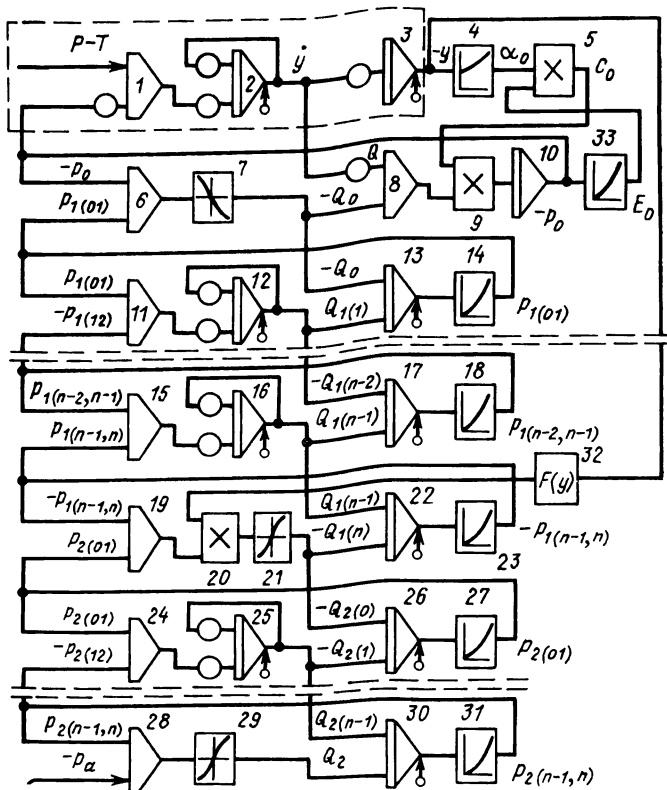 P-T
1
2
ẏ
3
-y
4
α₀
5
C₀
-p₀
p₁₍₀₁₎
6
7
Q
-Q₀
8
9
10
-p₀
33
E₀
p₁₍₀₁₎
-p₁₍₁₂₎
11
12
-Q₀
Q₁₍₁₎
13
14
p₁₍₀₁₎
p₁(n-2,n-1)
p₁(n-1,n)
15
16
-Q₁(n-2)
Q₁(n-1)
17
18
p₁(n-2,n-1)
32
F(y)
-p₁(n-1,n)
p₂₍₀₁₎
19
20
21
Q₁(n-1)
-Q₁(n)
22
23
-p₁(n-1,n)
p₂₍₀₁₎
-p₂₍₁₂₎
24
25
-Q₂₍₀₎
-Q₂₍₁₎
26
27
p₂₍₀₁₎
p₂(n-1,n)
-pₐ
28
29
Q₂(n-1)
Q₂
30
31
p₂(n-1,n)